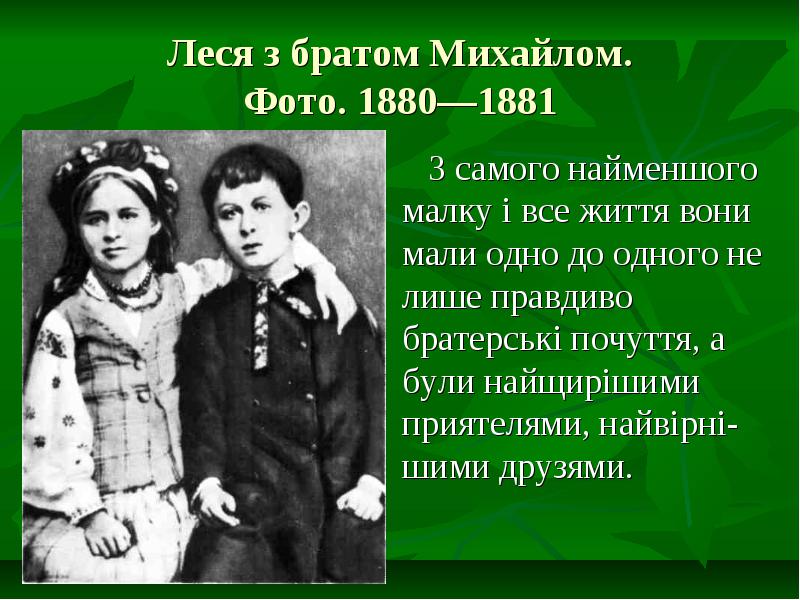 Леся з братом Михайлом.
Фото. 1880—1881
З самого найменшого
малку і все життя вони
мали одно до одного не
лише правдиво
братерські почуття, а
були найщирішими
приятелями, найвірні-
шими друзями.